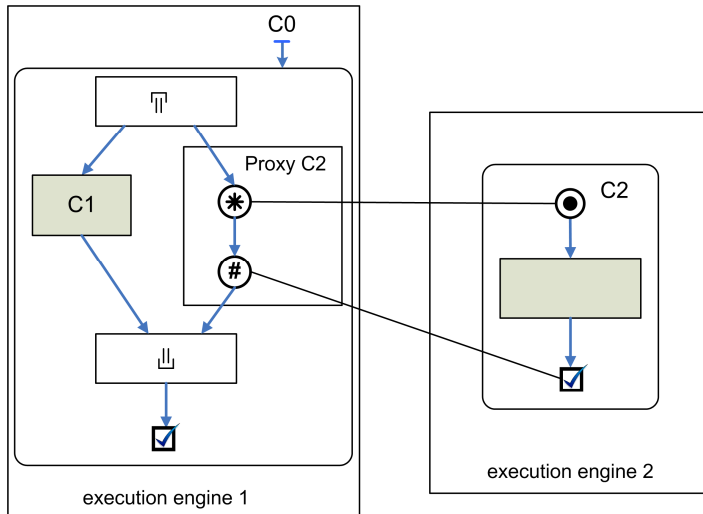 C0
Proxy C2
*
C1
C2
#
execution engine 2
execution engine 1